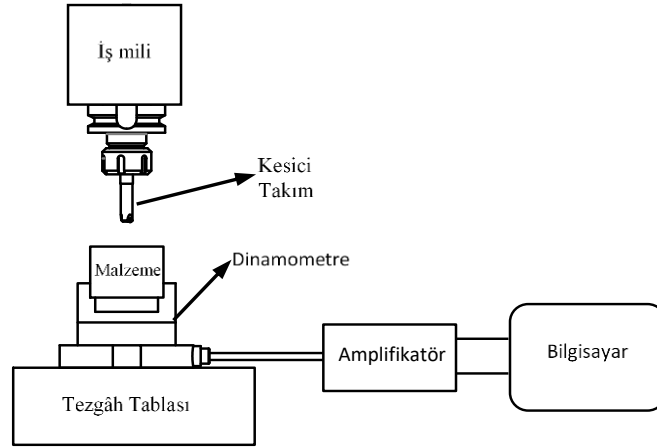 İş mili
Kesici
Takım
Malzeme
Dinamometre
Amplifikatör
Bilgisayar
Tezgâh Tablası